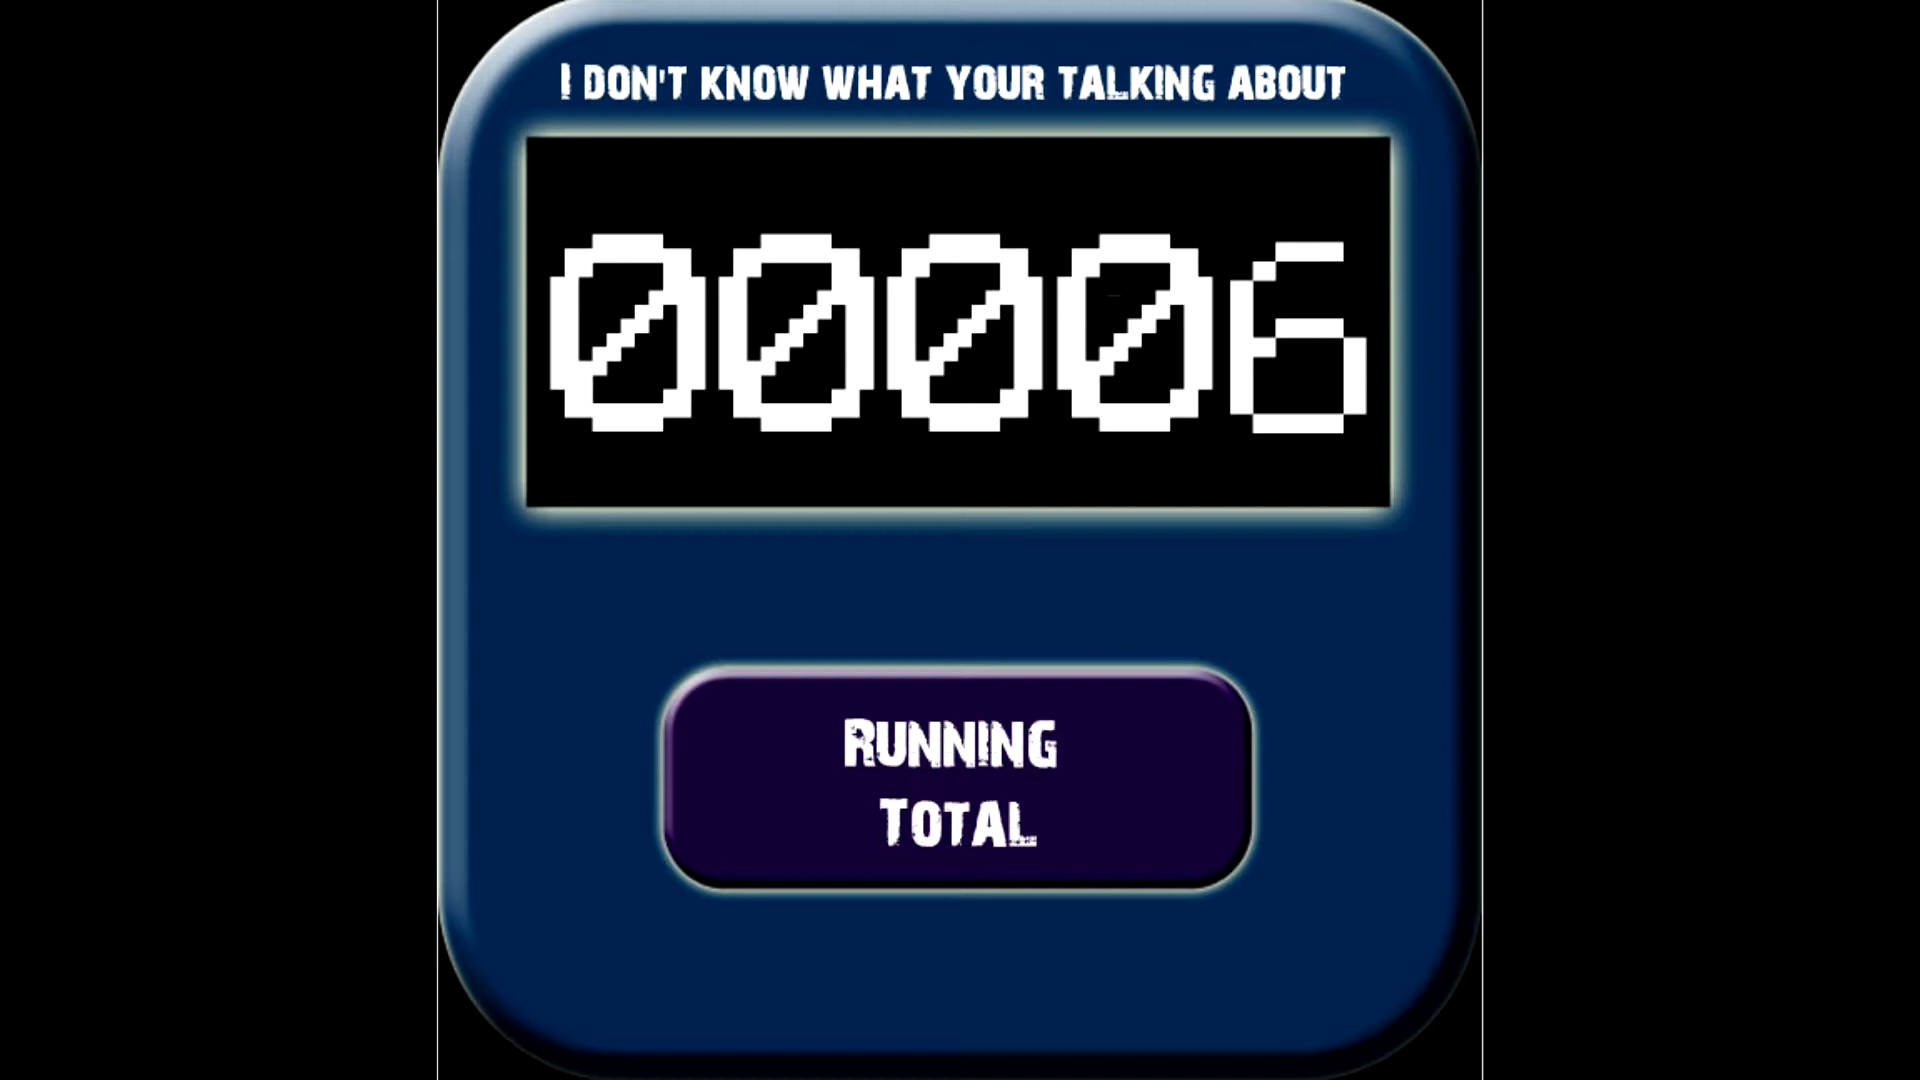 I DON'T KNOW WHAT YOUR TALKING ABOUT
00006
RUNNING
TOTAL